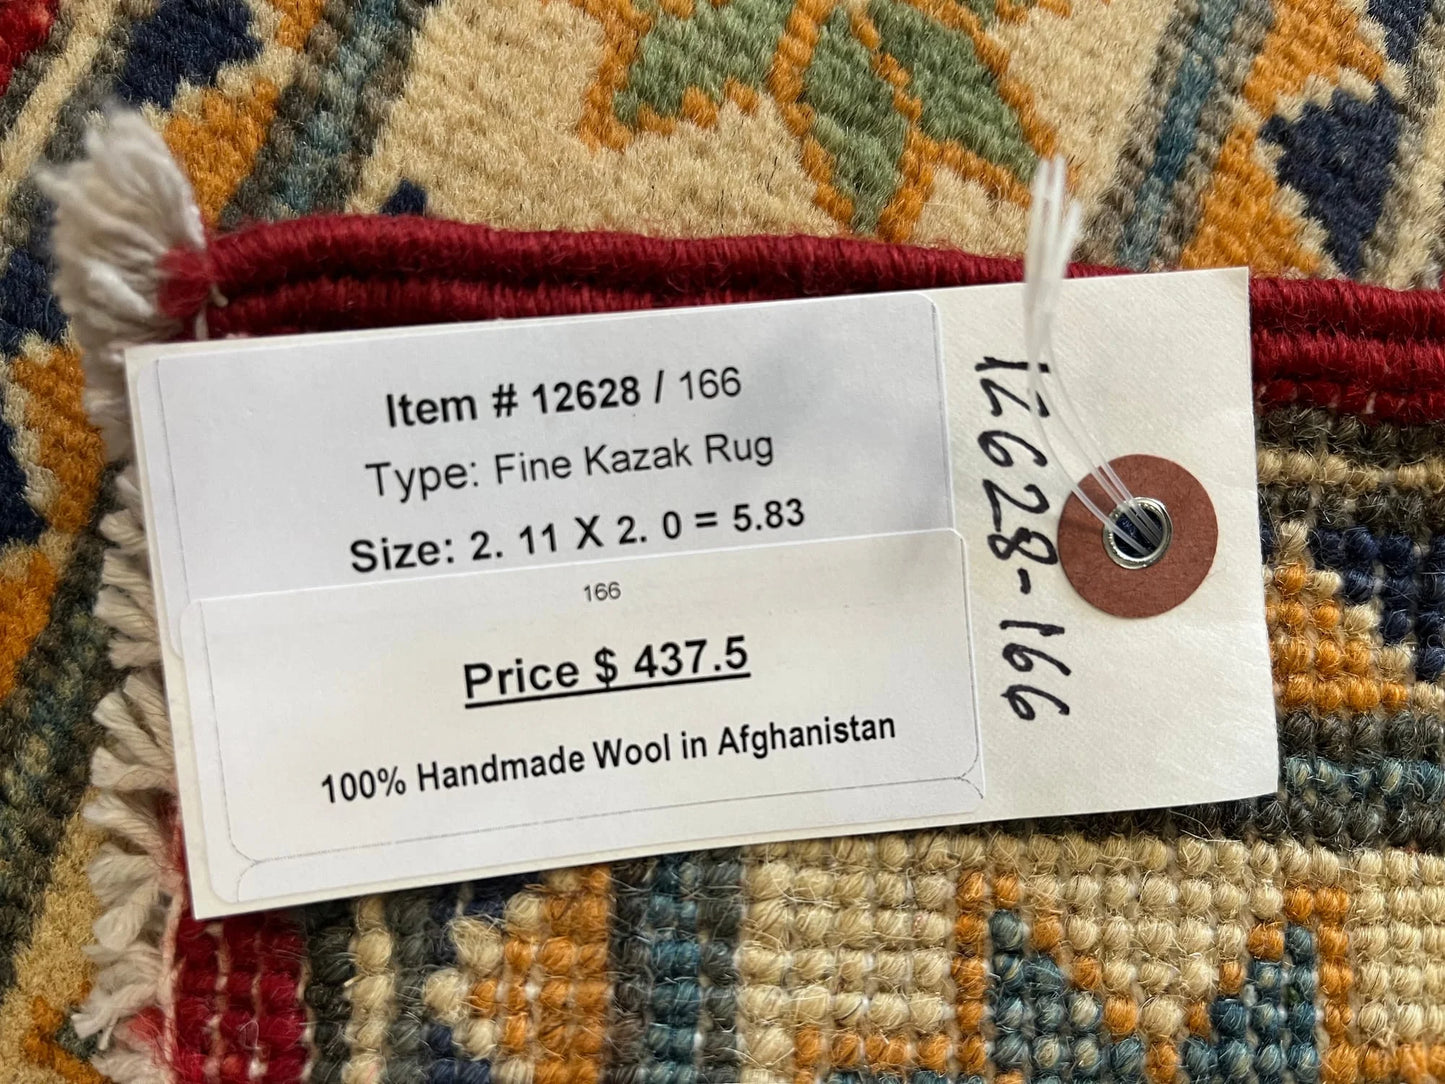 Item # 12628 / 166
Type: Fine Kazak Rug
Size: 2. 11 X 2. 0 = 5.83
166
Price $ 437.5
100% Handmade Wool in Afghanistan
12628-166